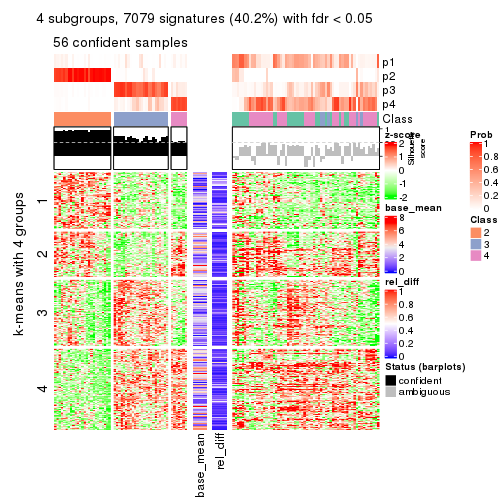 4 subgroups, 7079 signatures (40.2%) with fdr < 0.05
56 confident samples
p1
p2
p3
p4
Class
1
Silhouette
score
k-means with 4 groups
1
2
3
4
base_mean
rel_diff
z-score
2
1
0
-1
-2
base_mean
8
6
4
2
0
rel_diff
1
0.8
0.6
0.4
0.2
0
Status (barplots)
confident
ambiguous
Prob
1
0.8
0.6
0.4
0.2
0
Class
2
3
4